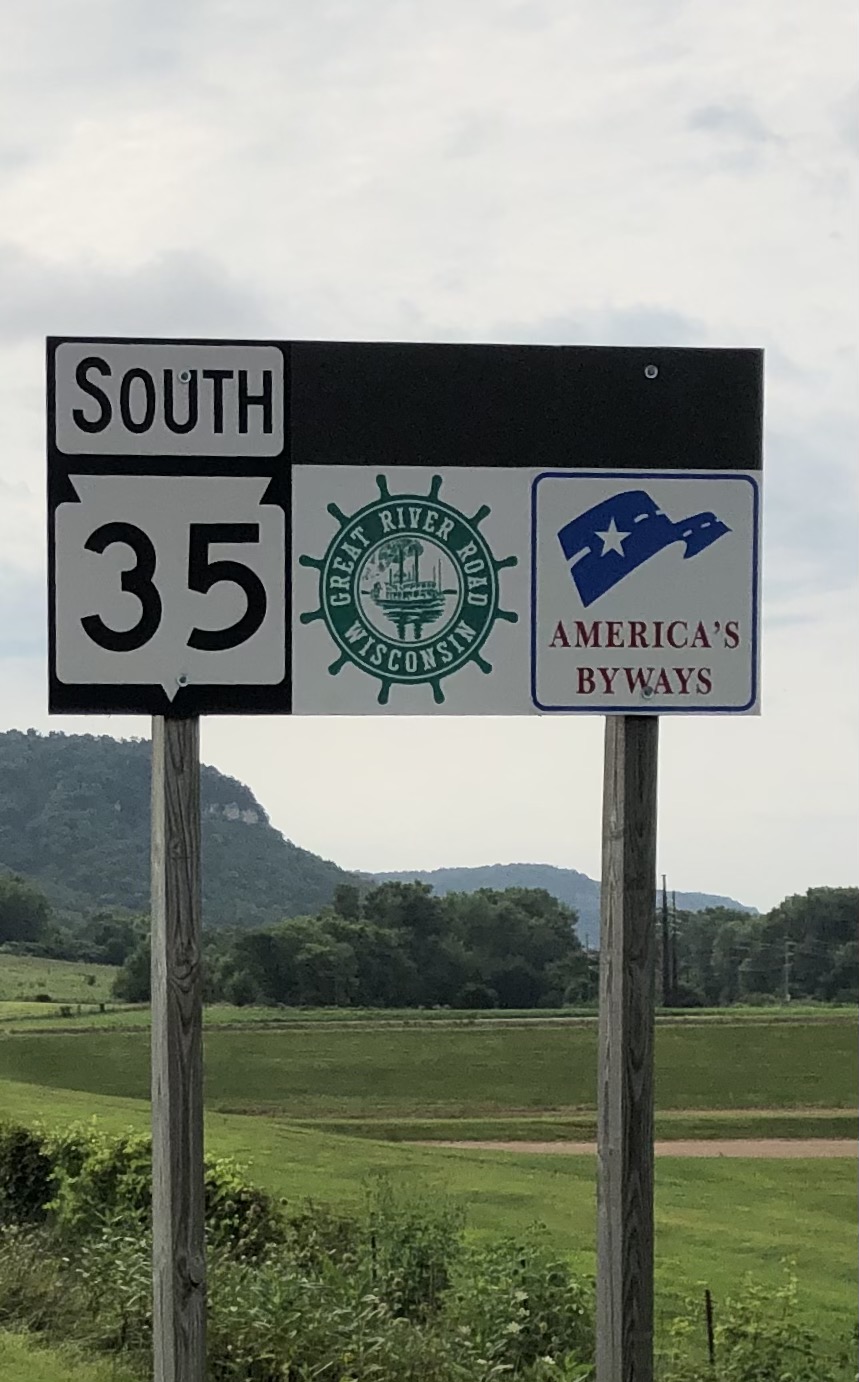 SOUTH
35
GREAT RIVER ROAD
WISCONSIN
AMERICA'S
BYWAYS